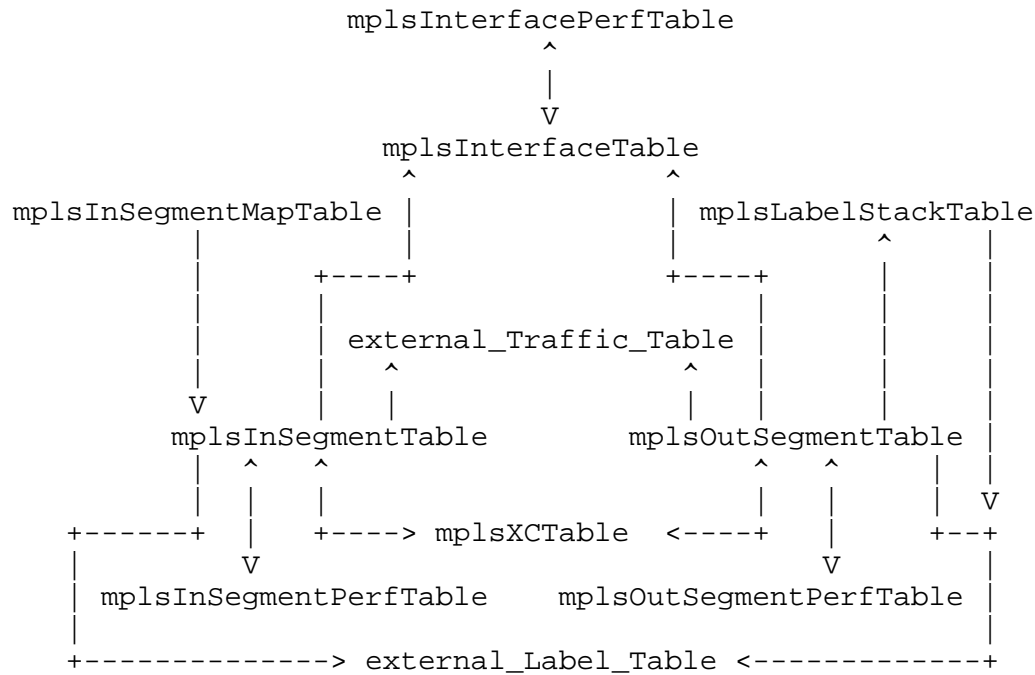 mplsInterfacePerfTable
mplsInterfaceTable
mplsInSegmentMapTable mplsLabelStackTable
external_Traffic_Table
mplsInSegmentTable mplsOutSegmentTable
mplsXCTable
mplsInSegmentPerfTable mplsOutSegmentPerfTable
external_Label_Table